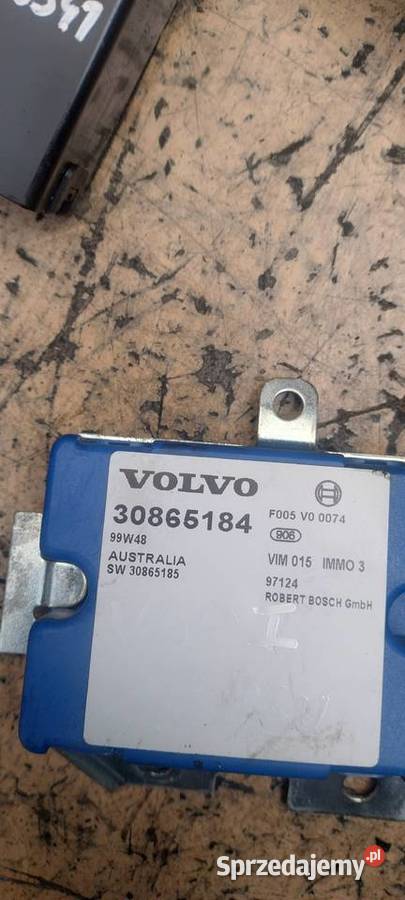 VOLVO
30865184
99W48
AUSTRALIA
SW 30865185
F005 V0 0074
906
VIM 015 IMMO 3
97124
ROBERT BOSCH GmbH
Sprzedajemy.pl